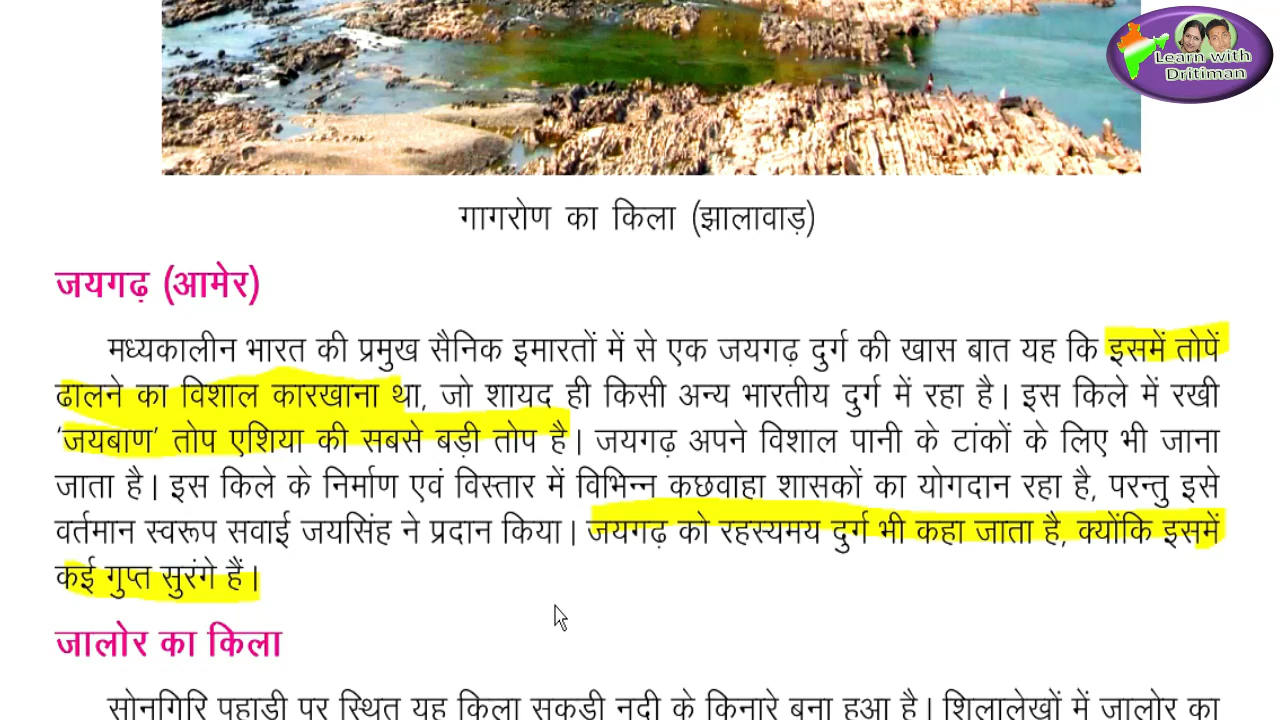 Learn with
Dritiman
गागरोण का किला (झालावाड़)
जयगढ़ (आमेर)
मध्यकालीन भारत की प्रमुख सैनिक इमारतों में से एक जयगढ़ दुर्ग की खास बात यह कि इसमें तोपें
ढालने का विशाल कारखाना था, जो शायद ही किसी अन्य भारतीय दुर्ग में रहा है। इस किले में रखी
'जयबाण' तोप एशिया की सबसे बड़ी तोप है। जयगढ़ अपने विशाल पानी के टांकों के लिए भी जाना
जाता है। इस किले के निर्माण एवं विस्तार में विभिन्न कछवाहा शासकों का योगदान रहा है, परन्तु इसे
वर्तमान स्वरूप सवाई जयसिंह ने प्रदान किया। जयगढ़ को रहस्यमय दुर्ग भी कहा जाता है, क्योंकि इसमें
कई गुप्त सुरंगे हैं।
जालोर का किला
सोनगिरि पहाड़ी पर स्थित यह किला सूकड़ी नदी के किनारे बना हुआ है। शिलालेखों में जालोर का